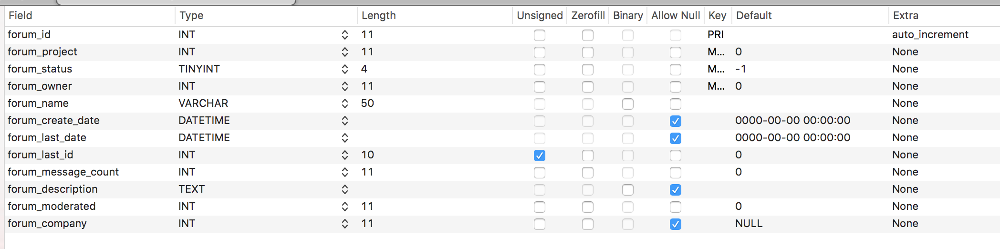 Field Type Length Unsigned Zerofill Binary Allow Null Key Default Extra
forum_id INT 11 PRI auto_increment
forum_project INT 11 M... 0 None
forum_status TINYINT 4 M... -1 None
forum_owner INT 11 M... 0 None
forum_name VARCHAR 50 None
forum_create_date DATETIME 0000-00-00 00:00:00 None
forum_last_date DATETIME 0000-00-00 00:00:00 None
forum_last_id INT 10 0 None
forum_message_count INT 11 0 None
forum_description TEXT None
forum_moderated INT 11 0 None
forum_company INT 11 NULL None